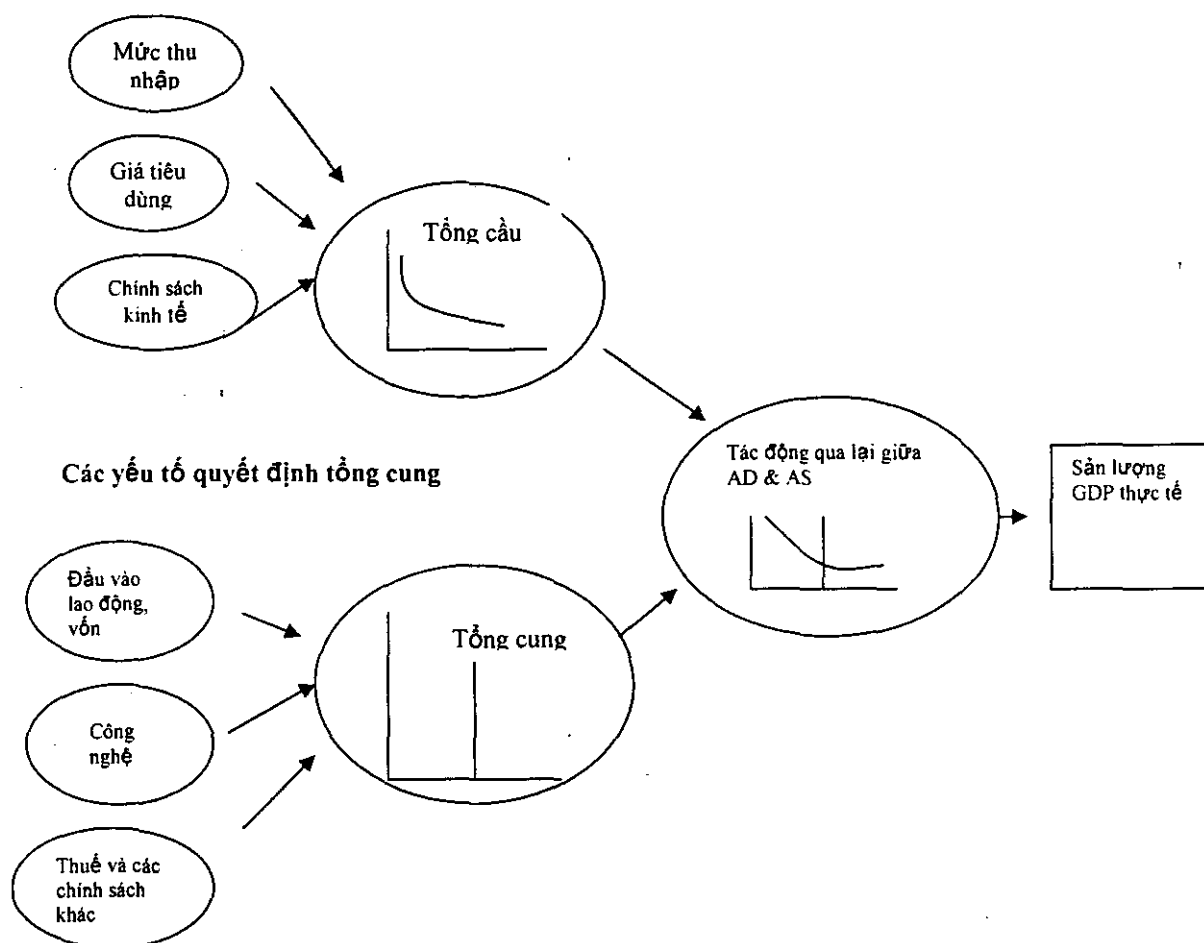 Mức thu
nhập
Giá tiêu
dùng
Chính sách
kinh tế
Tổng cầu
Tác động qua lại giữa
AD & AS
Sản lượng
GDP thực tế
Các yếu tố quyết định tổng cung
Đầu vào
lao động,
vốn
Công
nghệ
Thuế và các
chính sách
khác
Tổng cung